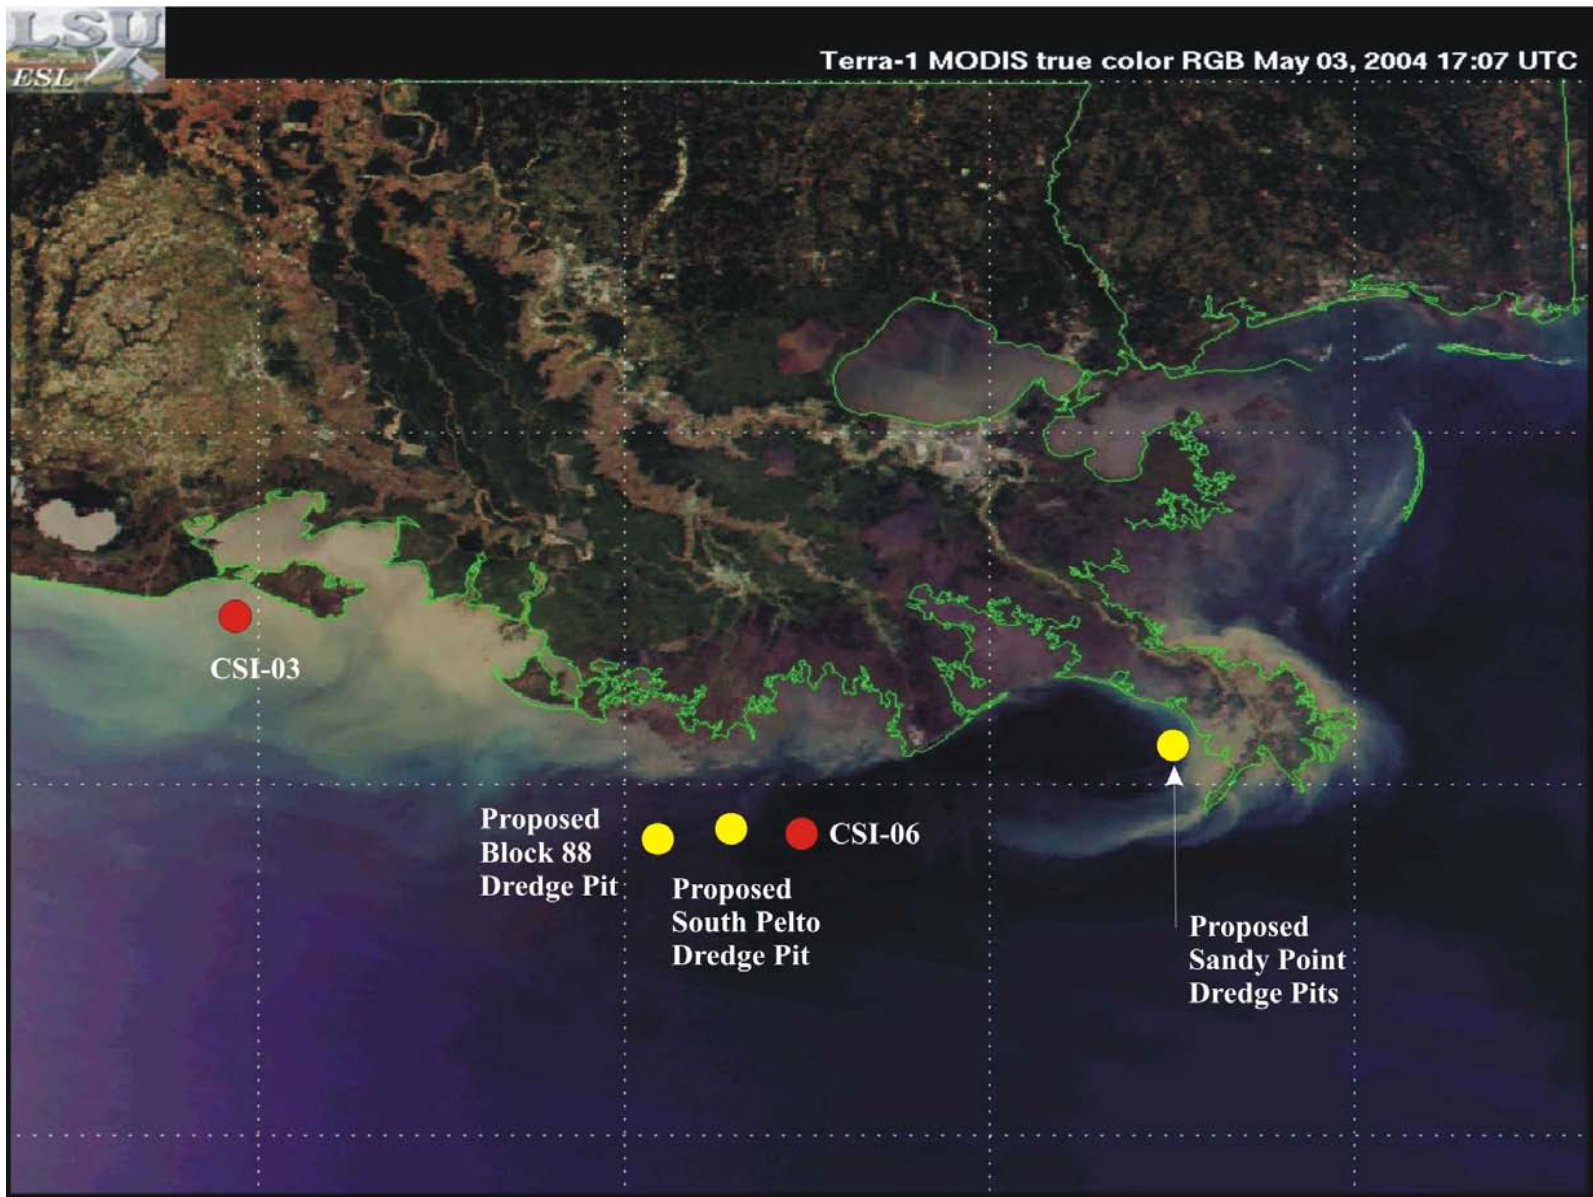 LSU
ESL
Terra-1 MODIS true color RGB May 03, 2004 17:07 UTC
CSI-03
Proposed
Block 88
Dredge Pit
Proposed
South Pelto
Dredge Pit
CSI-06
Proposed
Sandy Point
Dredge Pits